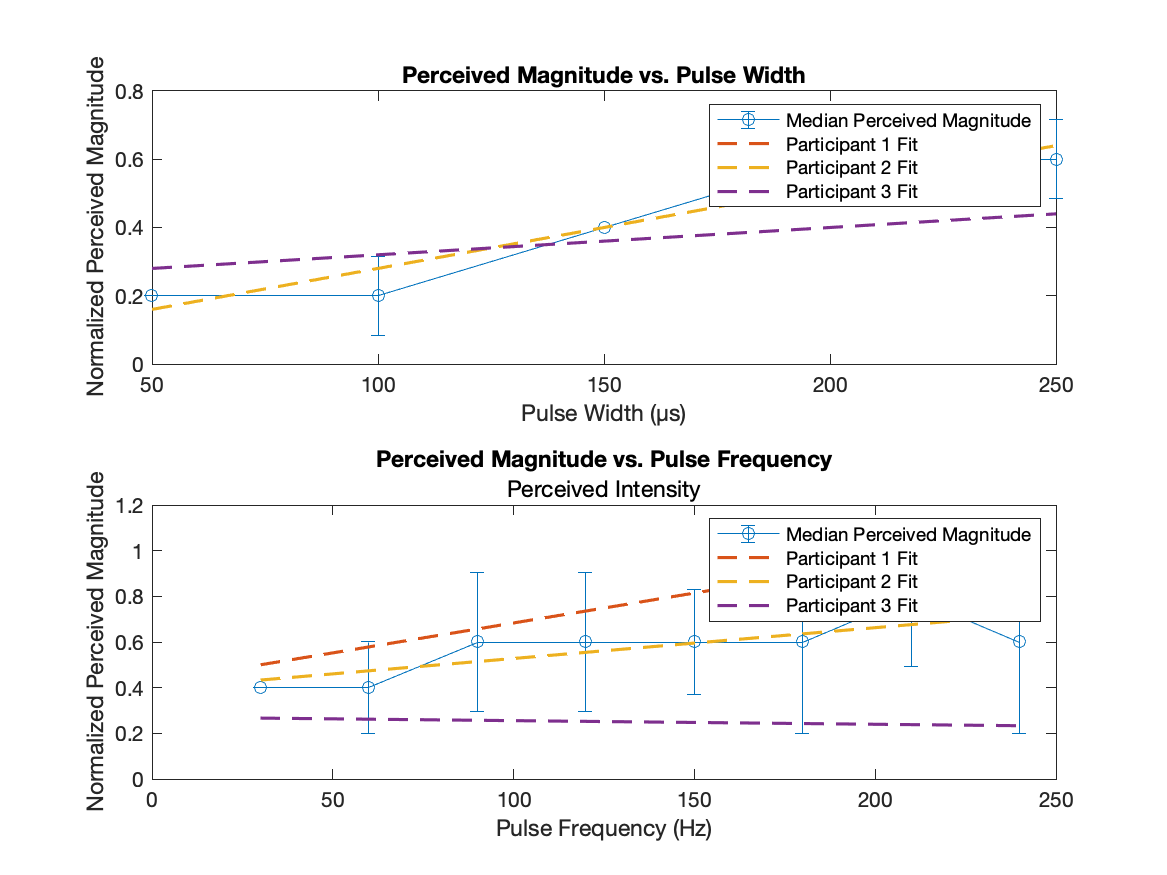 Perceived Magnitude vs. Pulse Width
Normalized Perceived Magnitude
0.8
0.6
0.4
0.2
0
Median Perceived Magnitude
Participant 1 Fit
Participant 2 Fit
Participant 3 Fit
50 100 150 200 250
Pulse Width (µs)
Perceived Magnitude vs. Pulse Frequency
Perceived Intensity
Normalized Perceived Magnitude
1.2
1
0.8
0.6
0.4
0.2
0
Median Perceived Magnitude
Participant 1 Fit
Participant 2 Fit
Participant 3 Fit
0 50 100 150 200 250
Pulse Frequency (Hz)